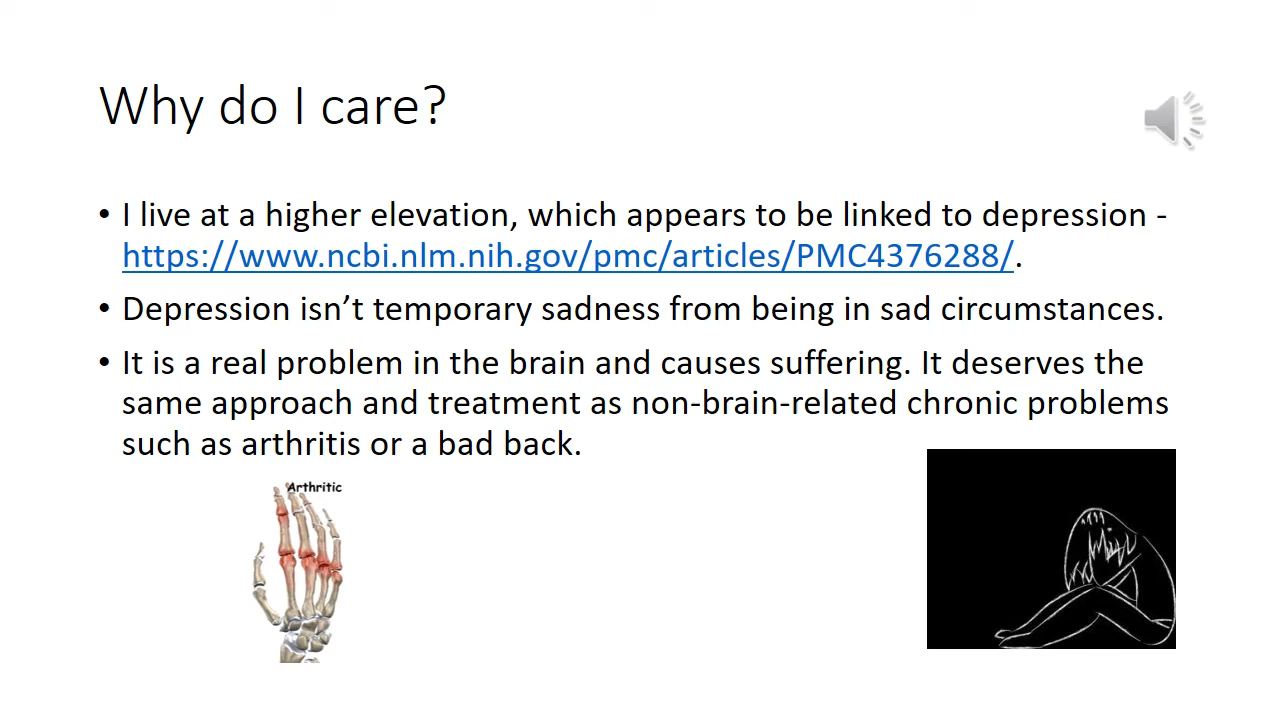 Why do I care?
• I live at a higher elevation, which appears to be linked to depression -
https://www.ncbi.nlm.nih.gov/pmc/articles/PMC4376288/.
• Depression isn’t temporary sadness from being in sad circumstances.
• It is a real problem in the brain and causes suffering. It deserves the
same approach and treatment as non-brain-related chronic problems
such as arthritis or a bad back.
Arthritic